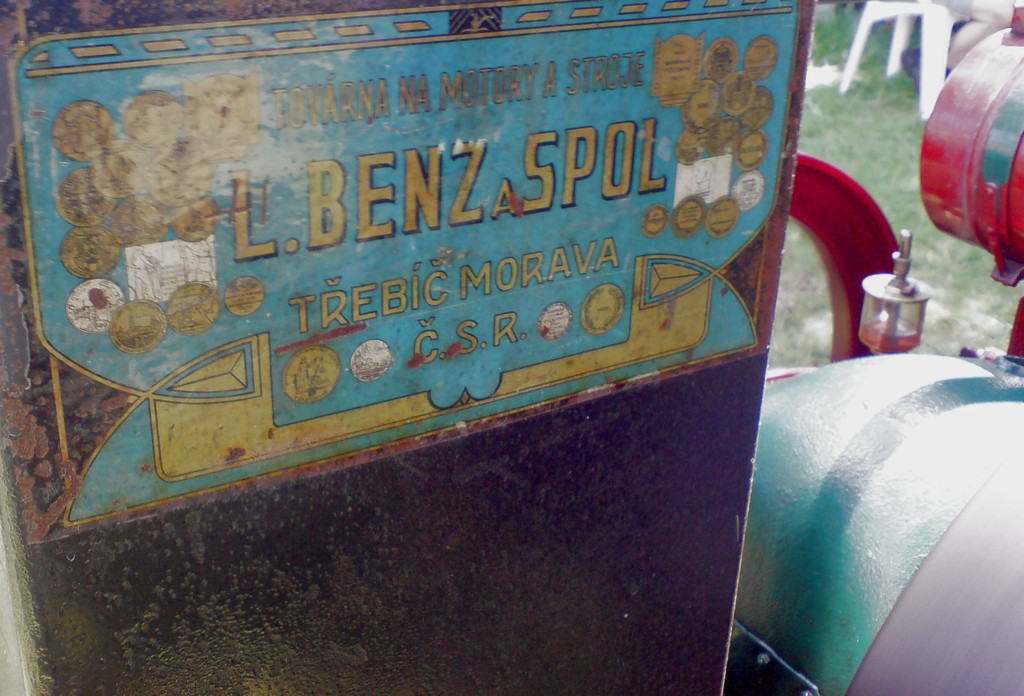 TOVÁRNA NA MOTORY A STROJE
L. BENZ A SPOL
TŘEBÍČ MORAVA
Č.S.R.